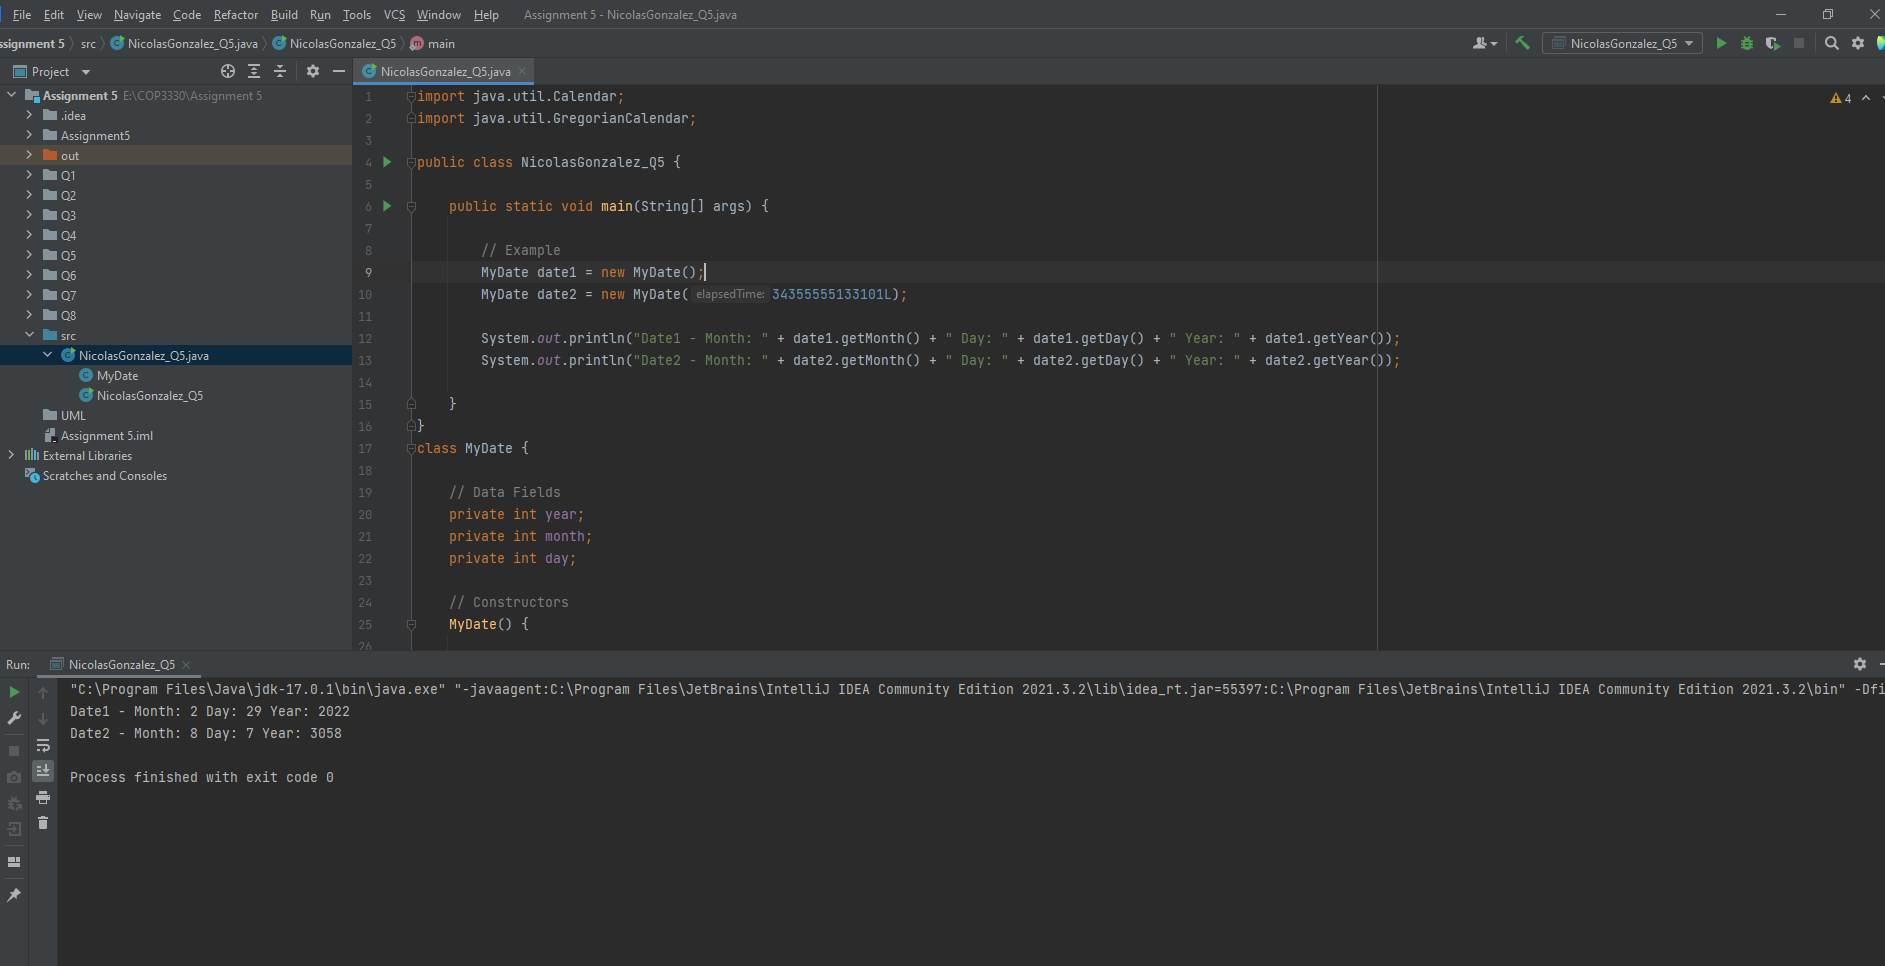 File Edit View Navigate Code Refactor Build Run Tools VCS Window Help Assignment 5 - NicolasGonzalez_Q5.java
ssignment 5 src NicolasGonzalez_Q5.java NicolasGonzalez_Q5 main NicolasGonzalez_Q5
Project NicolasGonzalez_Q5.java
Assignment 5 E:\COP3330\Assignment 5
.idea
Assignment5
out
Q1
Q2
Q3
Q4
Q5
Q6
Q7
Q8
src
NicolasGonzalez_Q5.java
MyDate
NicolasGonzalez_Q5
UML
Assignment 5.iml
External Libraries
Scratches and Consoles
4
1 import java.util.Calendar;
2 import java.util.GregorianCalendar;
3
4 public class NicolasGonzalez_Q5 {
5
6 public static void main(String[] args) {
7
8 // Example
9 MyDate date1 = new MyDate();
10 MyDate date2 = new MyDate( elapsedTime: 34355555133101L);
11
12 System.out.println("Date1 - Month: " + date1.getMonth() + " Day: " + date1.getDay() + " Year: " + date1.getYear());
13 System.out.println("Date2 - Month: " + date2.getMonth() + " Day: " + date2.getDay() + " Year: " + date2.getYear());
14
15 }
16 }
17 class MyDate {
18
19 // Data Fields
20 private int year;
21 private int month;
22 private int day;
23
24 // Constructors
25 MyDate() {
26
Run: NicolasGonzalez_Q5
"C:\Program Files\Java\jdk-17.0.1\bin\java.exe" "-javaagent:C:\Program Files\JetBrains\IntelliJ IDEA Community Edition 2021.3.2\lib\idea_rt.jar=55397:C:\Program Files\JetBrains\IntelliJ IDEA Community Edition 2021.3.2\bin" -Dfi
Date1 - Month: 2 Day: 29 Year: 2022
Date2 - Month: 8 Day: 7 Year: 3058
Process finished with exit code 0